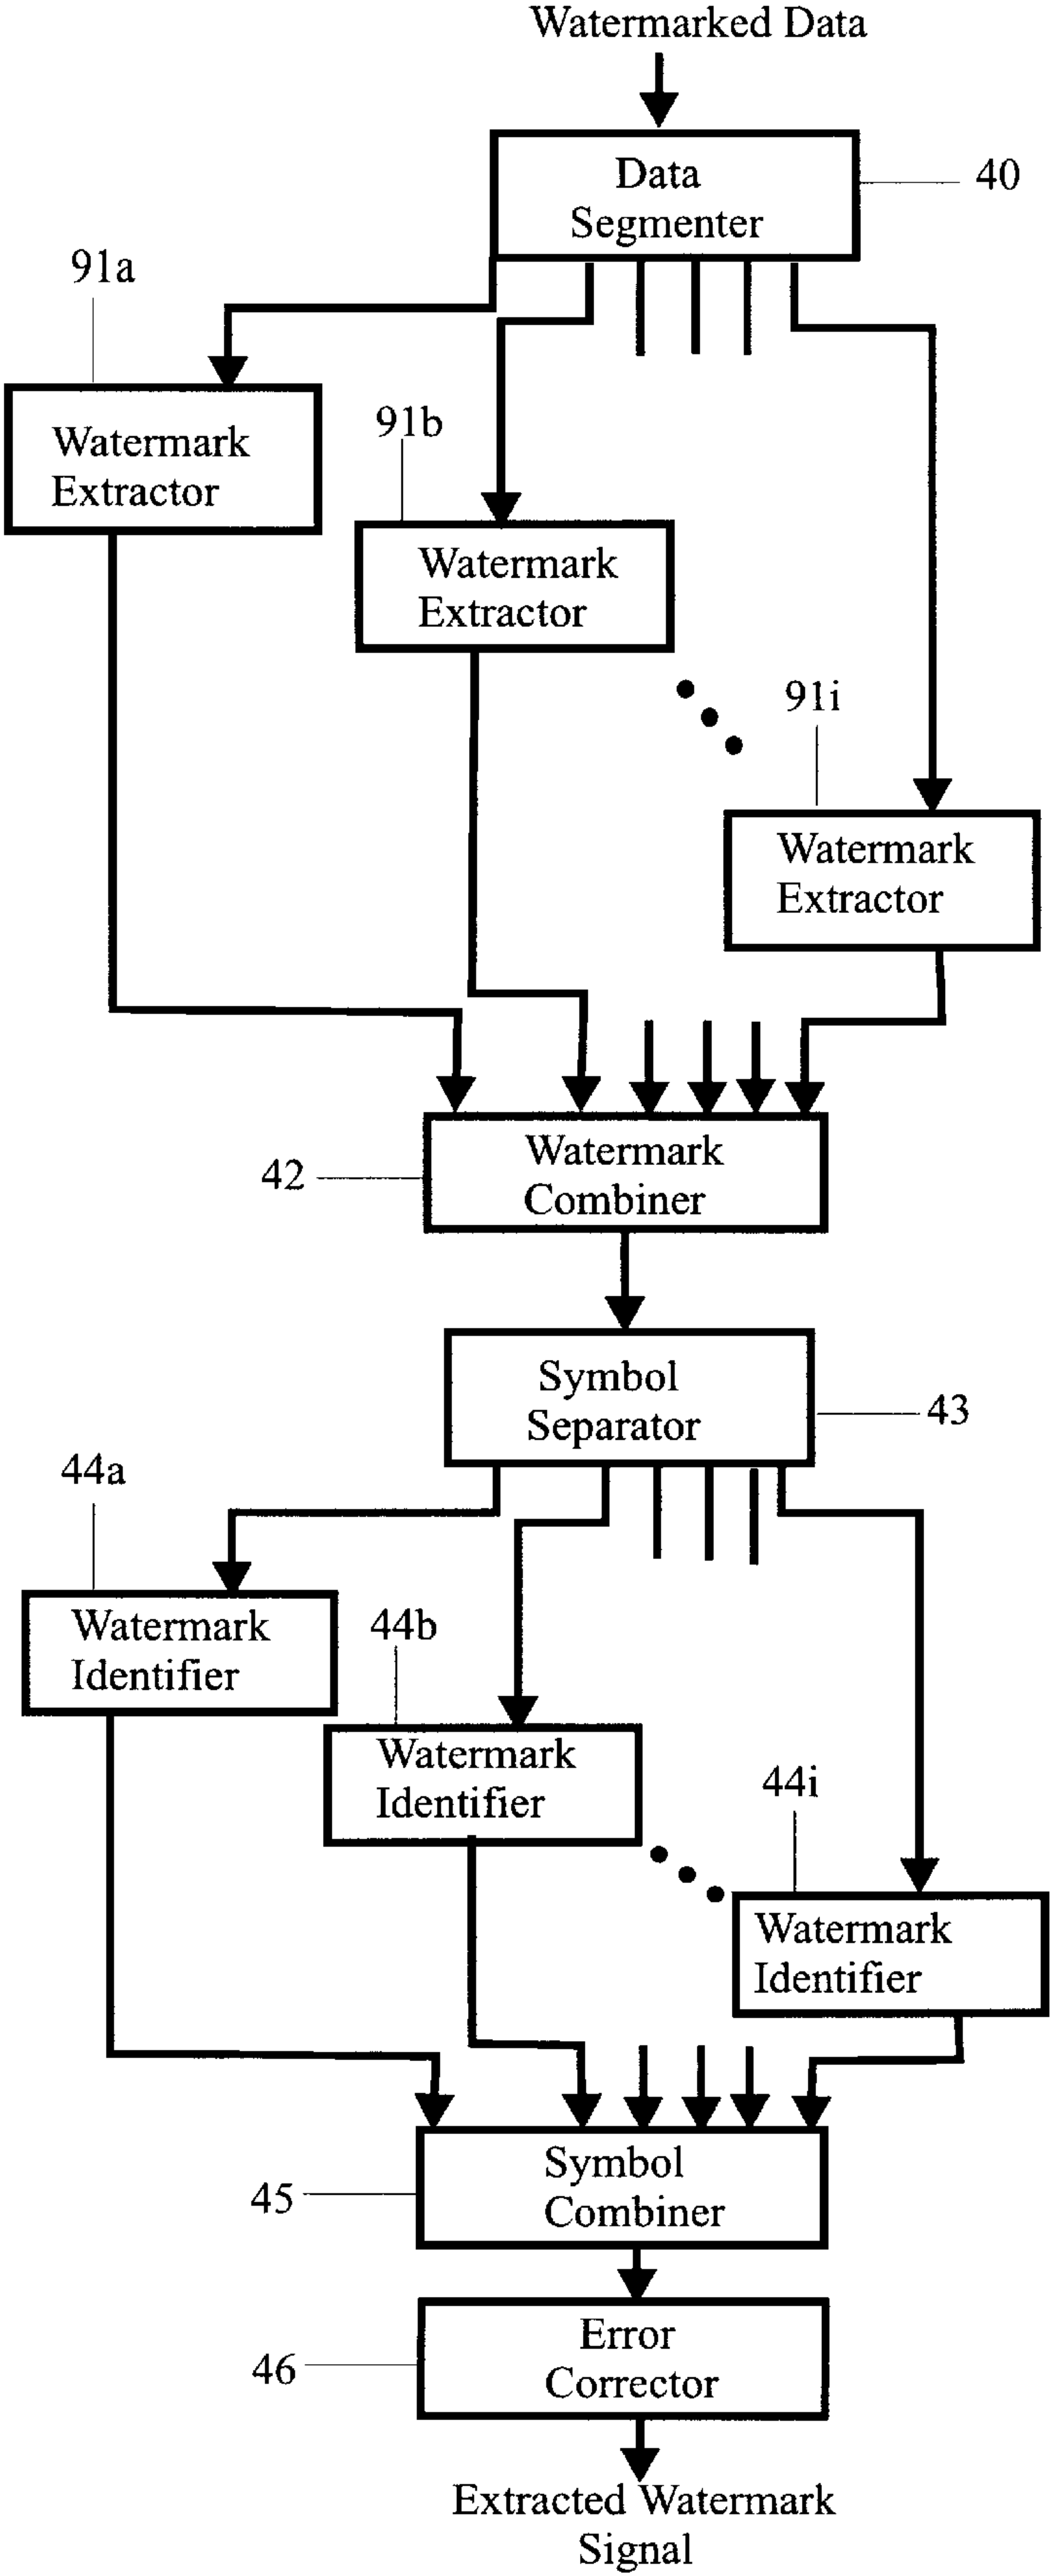 Watermarked Data
Data
Segmenter
40
91a
Watermark
Extractor
91b
Watermark
Extractor
91i
Watermark
Extractor
Watermark
Combiner
42
Symbol
Separator
43
44a
Watermark
Identifier
44b
Watermark
Identifier
44i
Watermark
Identifier
Symbol
Combiner
45
Error
Corrector
46
Extracted Watermark
Signal